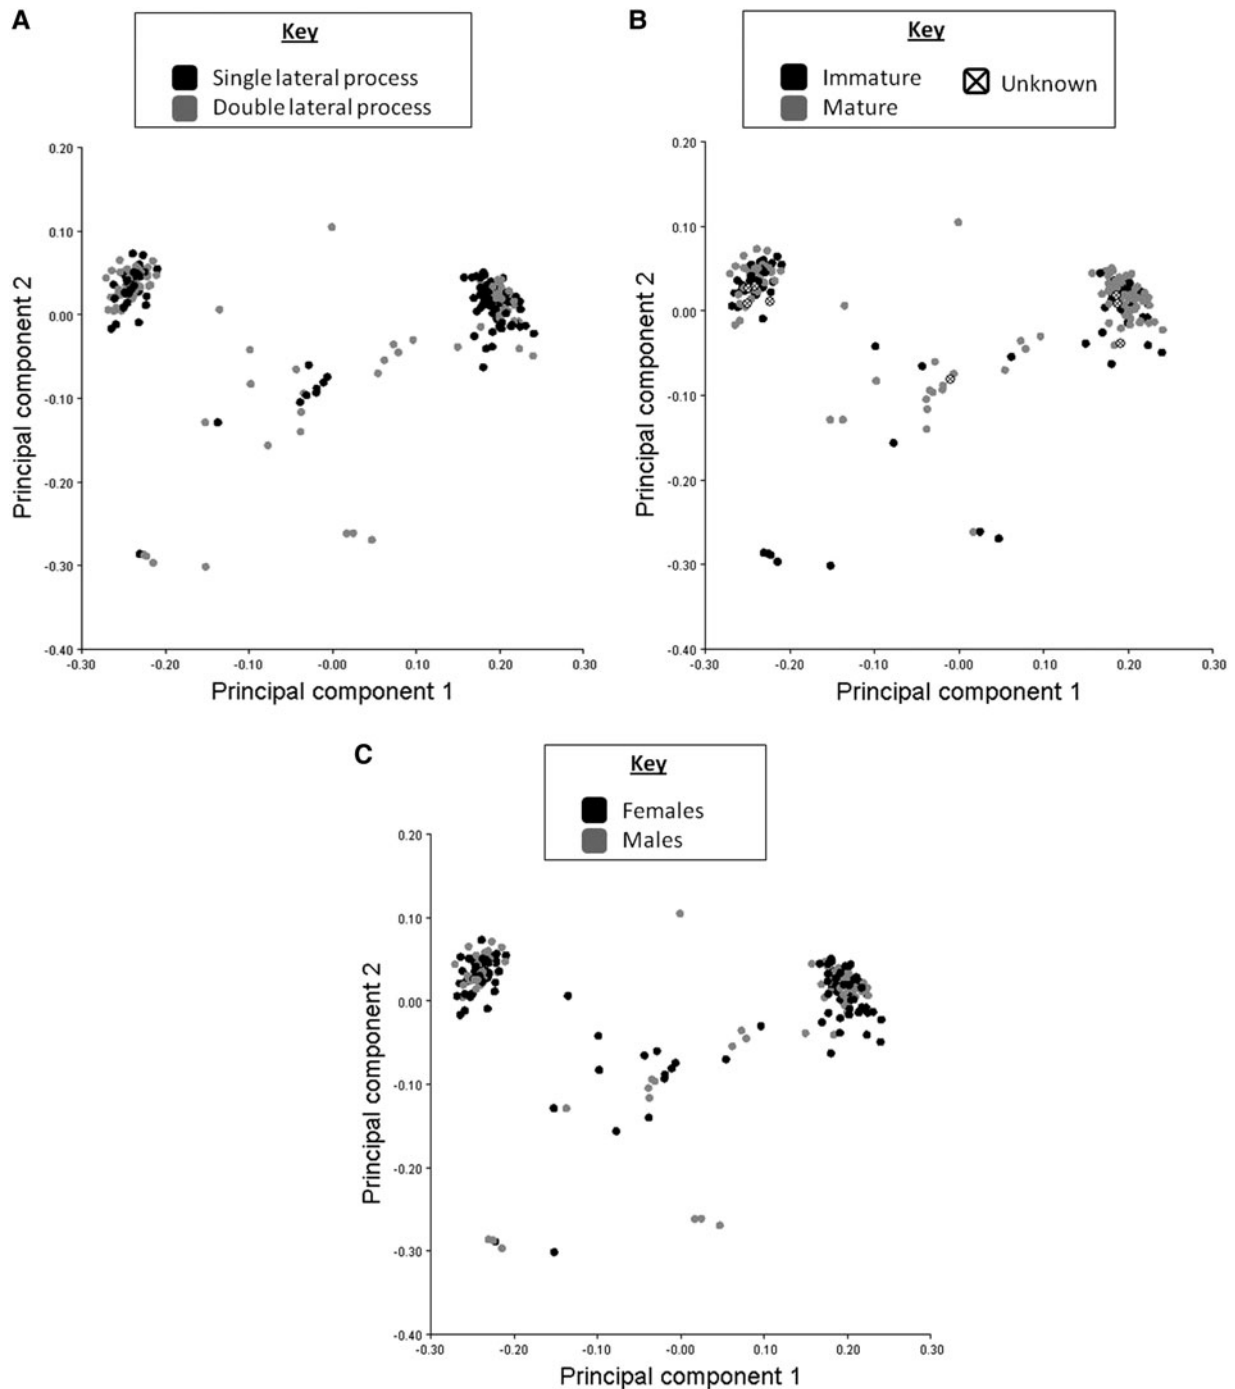 A
Key
Single lateral process
Double lateral process
0.20
0.10
0.00
-0.10
-0.20
-0.30
-0.40
Principal component 2
-0.30 -0.20 -0.10 -0.00 0.10 0.20 0.30
Principal component 1
B
Key
Immature
Mature
Unknown
0.20
0.10
0.00
-0.10
-0.20
-0.30
-0.40
Principal component 2
-0.30 -0.20 -0.10 -0.00 0.10 0.20 0.30
Principal component 1
C
Key
Females
Males
0.20
0.10
0.00
-0.10
-0.20
-0.30
-0.40
Principal component 2
-0.30 -0.20 -0.10 -0.00 0.10 0.20 0.30
Principal component 1